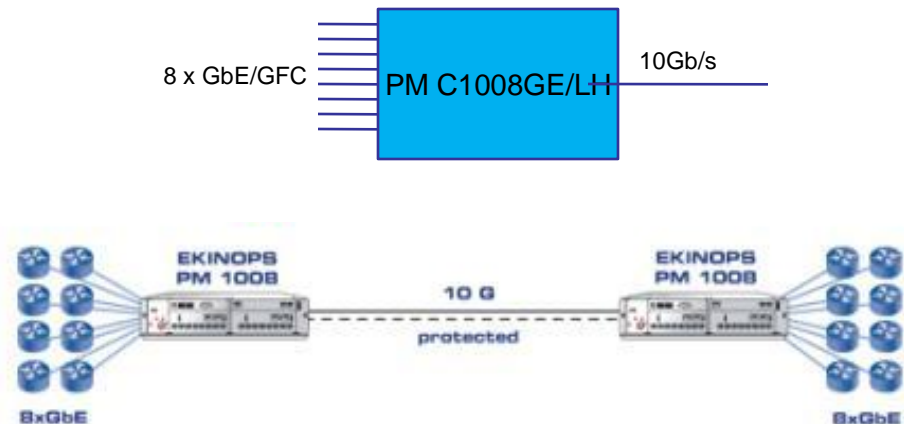 8 x GbE/GFC
PM C1008GE/LH
10Gb/s
EKINOPS
PM 1008
EKINOPS
PM 1008
10 G
protected
8xGbE
8xGbE